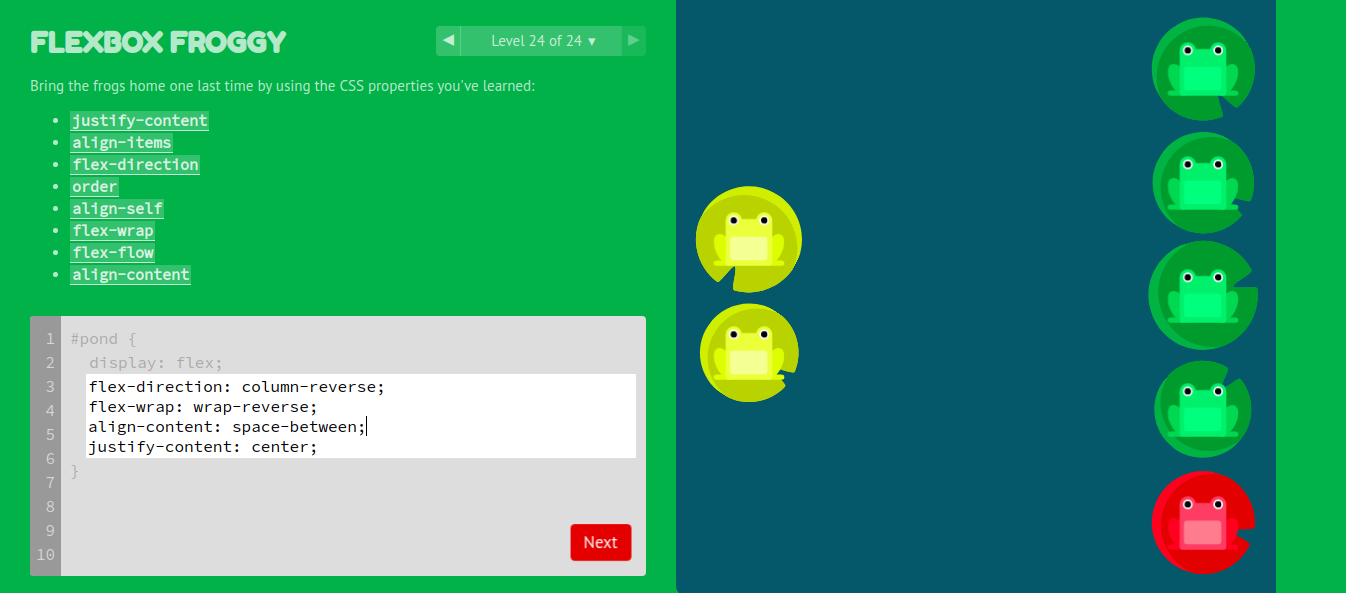 FLEXBOX FROGGY
◀ Level 24 of 24 ▼ ▶
Bring the frogs home one last time by using the CSS properties you've learned:
• justify-content
• align-items
• flex-direction
• order
• align-self
• flex-wrap
• flex-flow
• align-content
1 #pond {
2 display: flex;
3 flex-direction: column-reverse;
4 flex-wrap: wrap-reverse;
5 align-content: space-between;
6 justify-content: center;
7 }
8
9
10
Next